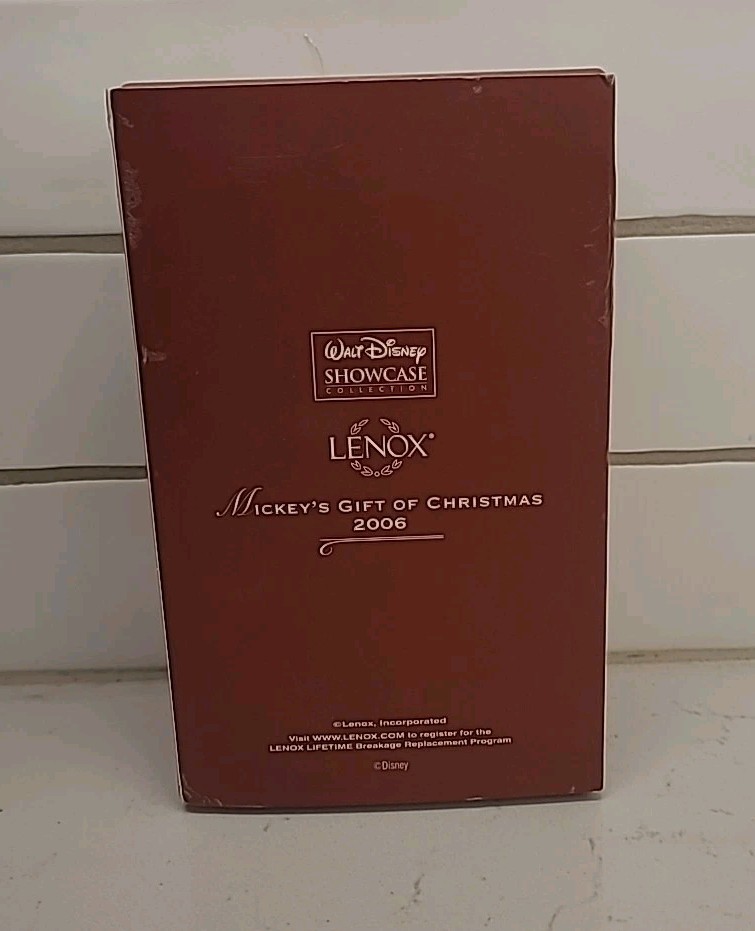 WALT DISNEY
SHOWCASE
COLLECTION
LENOX®
MICKEY'S GIFT OF CHRISTMAS
2006
©Lenox, Incorporated
Visit WWW.LENOX.COM to register for the
LENOX LIFETIME Breakage Replacement Program
©Disney